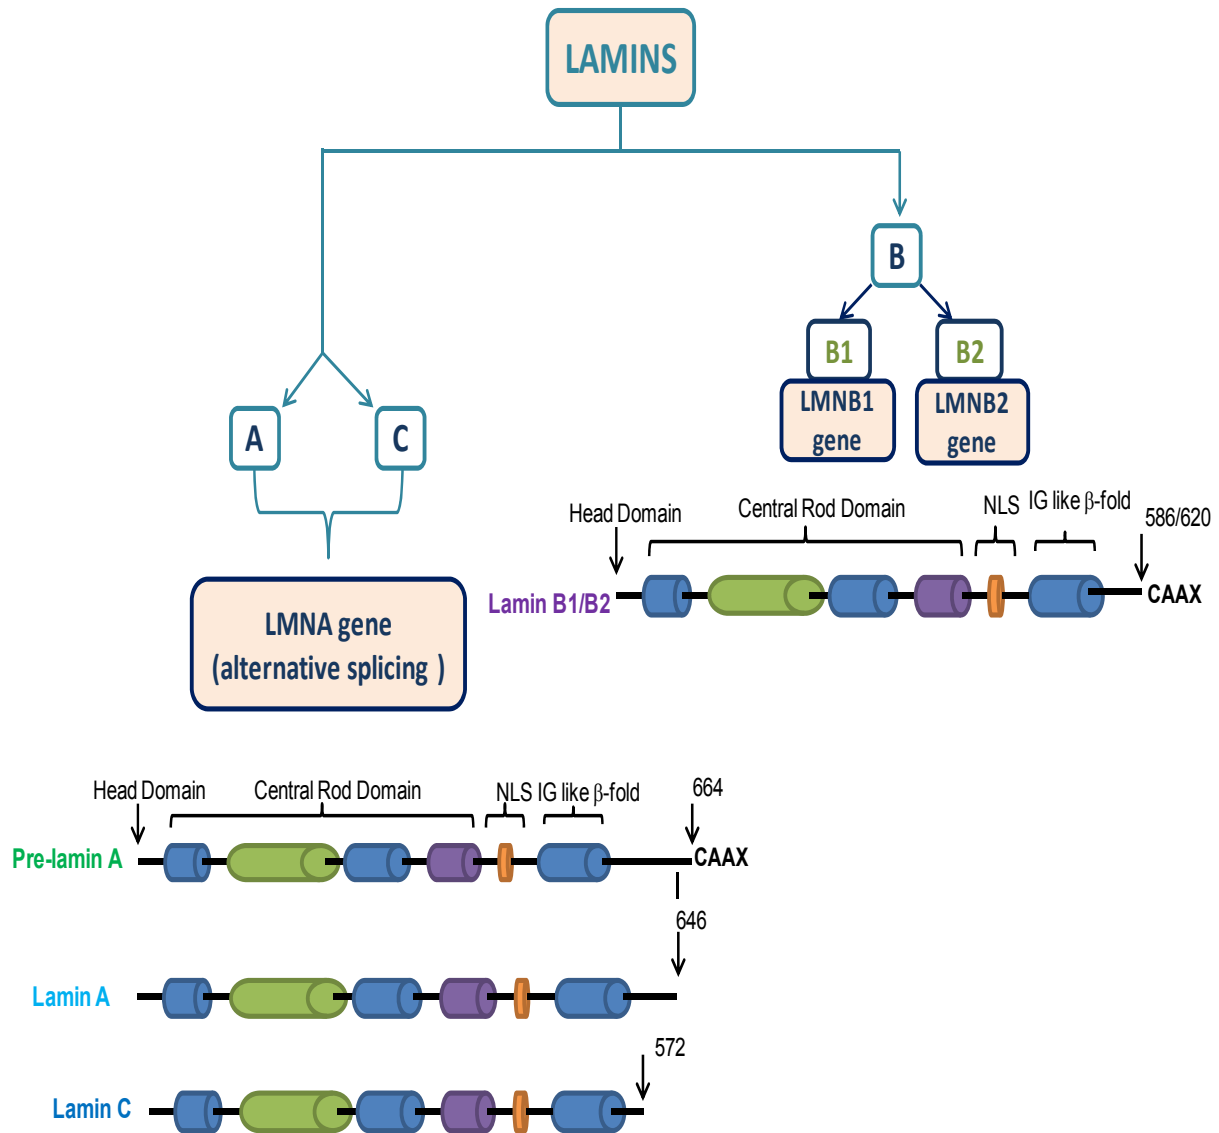 LAMINS
B
B1
B2
LMNB1
gene
LMNB2
gene
A
C
LMNA gene
(alternative splicing )
Head Domain
Central Rod Domain
NLS
IG like β-fold
586/620
Lamin B1/B2
CAAX
Head Domain
Central Rod Domain
NLS IG like β-fold
664
Pre-lamin A
CAAX
646
Lamin A
572
Lamin C